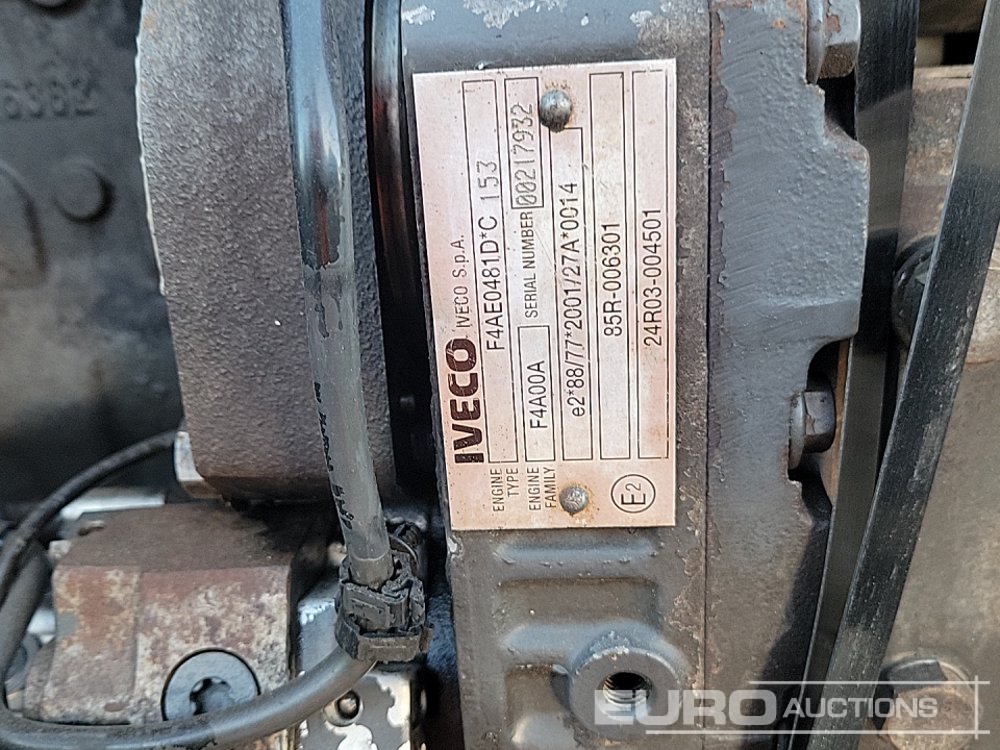 IVECO IVECO S.p.A.
ENGINE TYPE F4AE0481D*C 153
ENGINE FAMILY F4A00A SERIAL NUMBER 00217932
e2*88/77*2001/27A*0014
85R-006301
E2 24R03-004501
EURO AUCTIONS